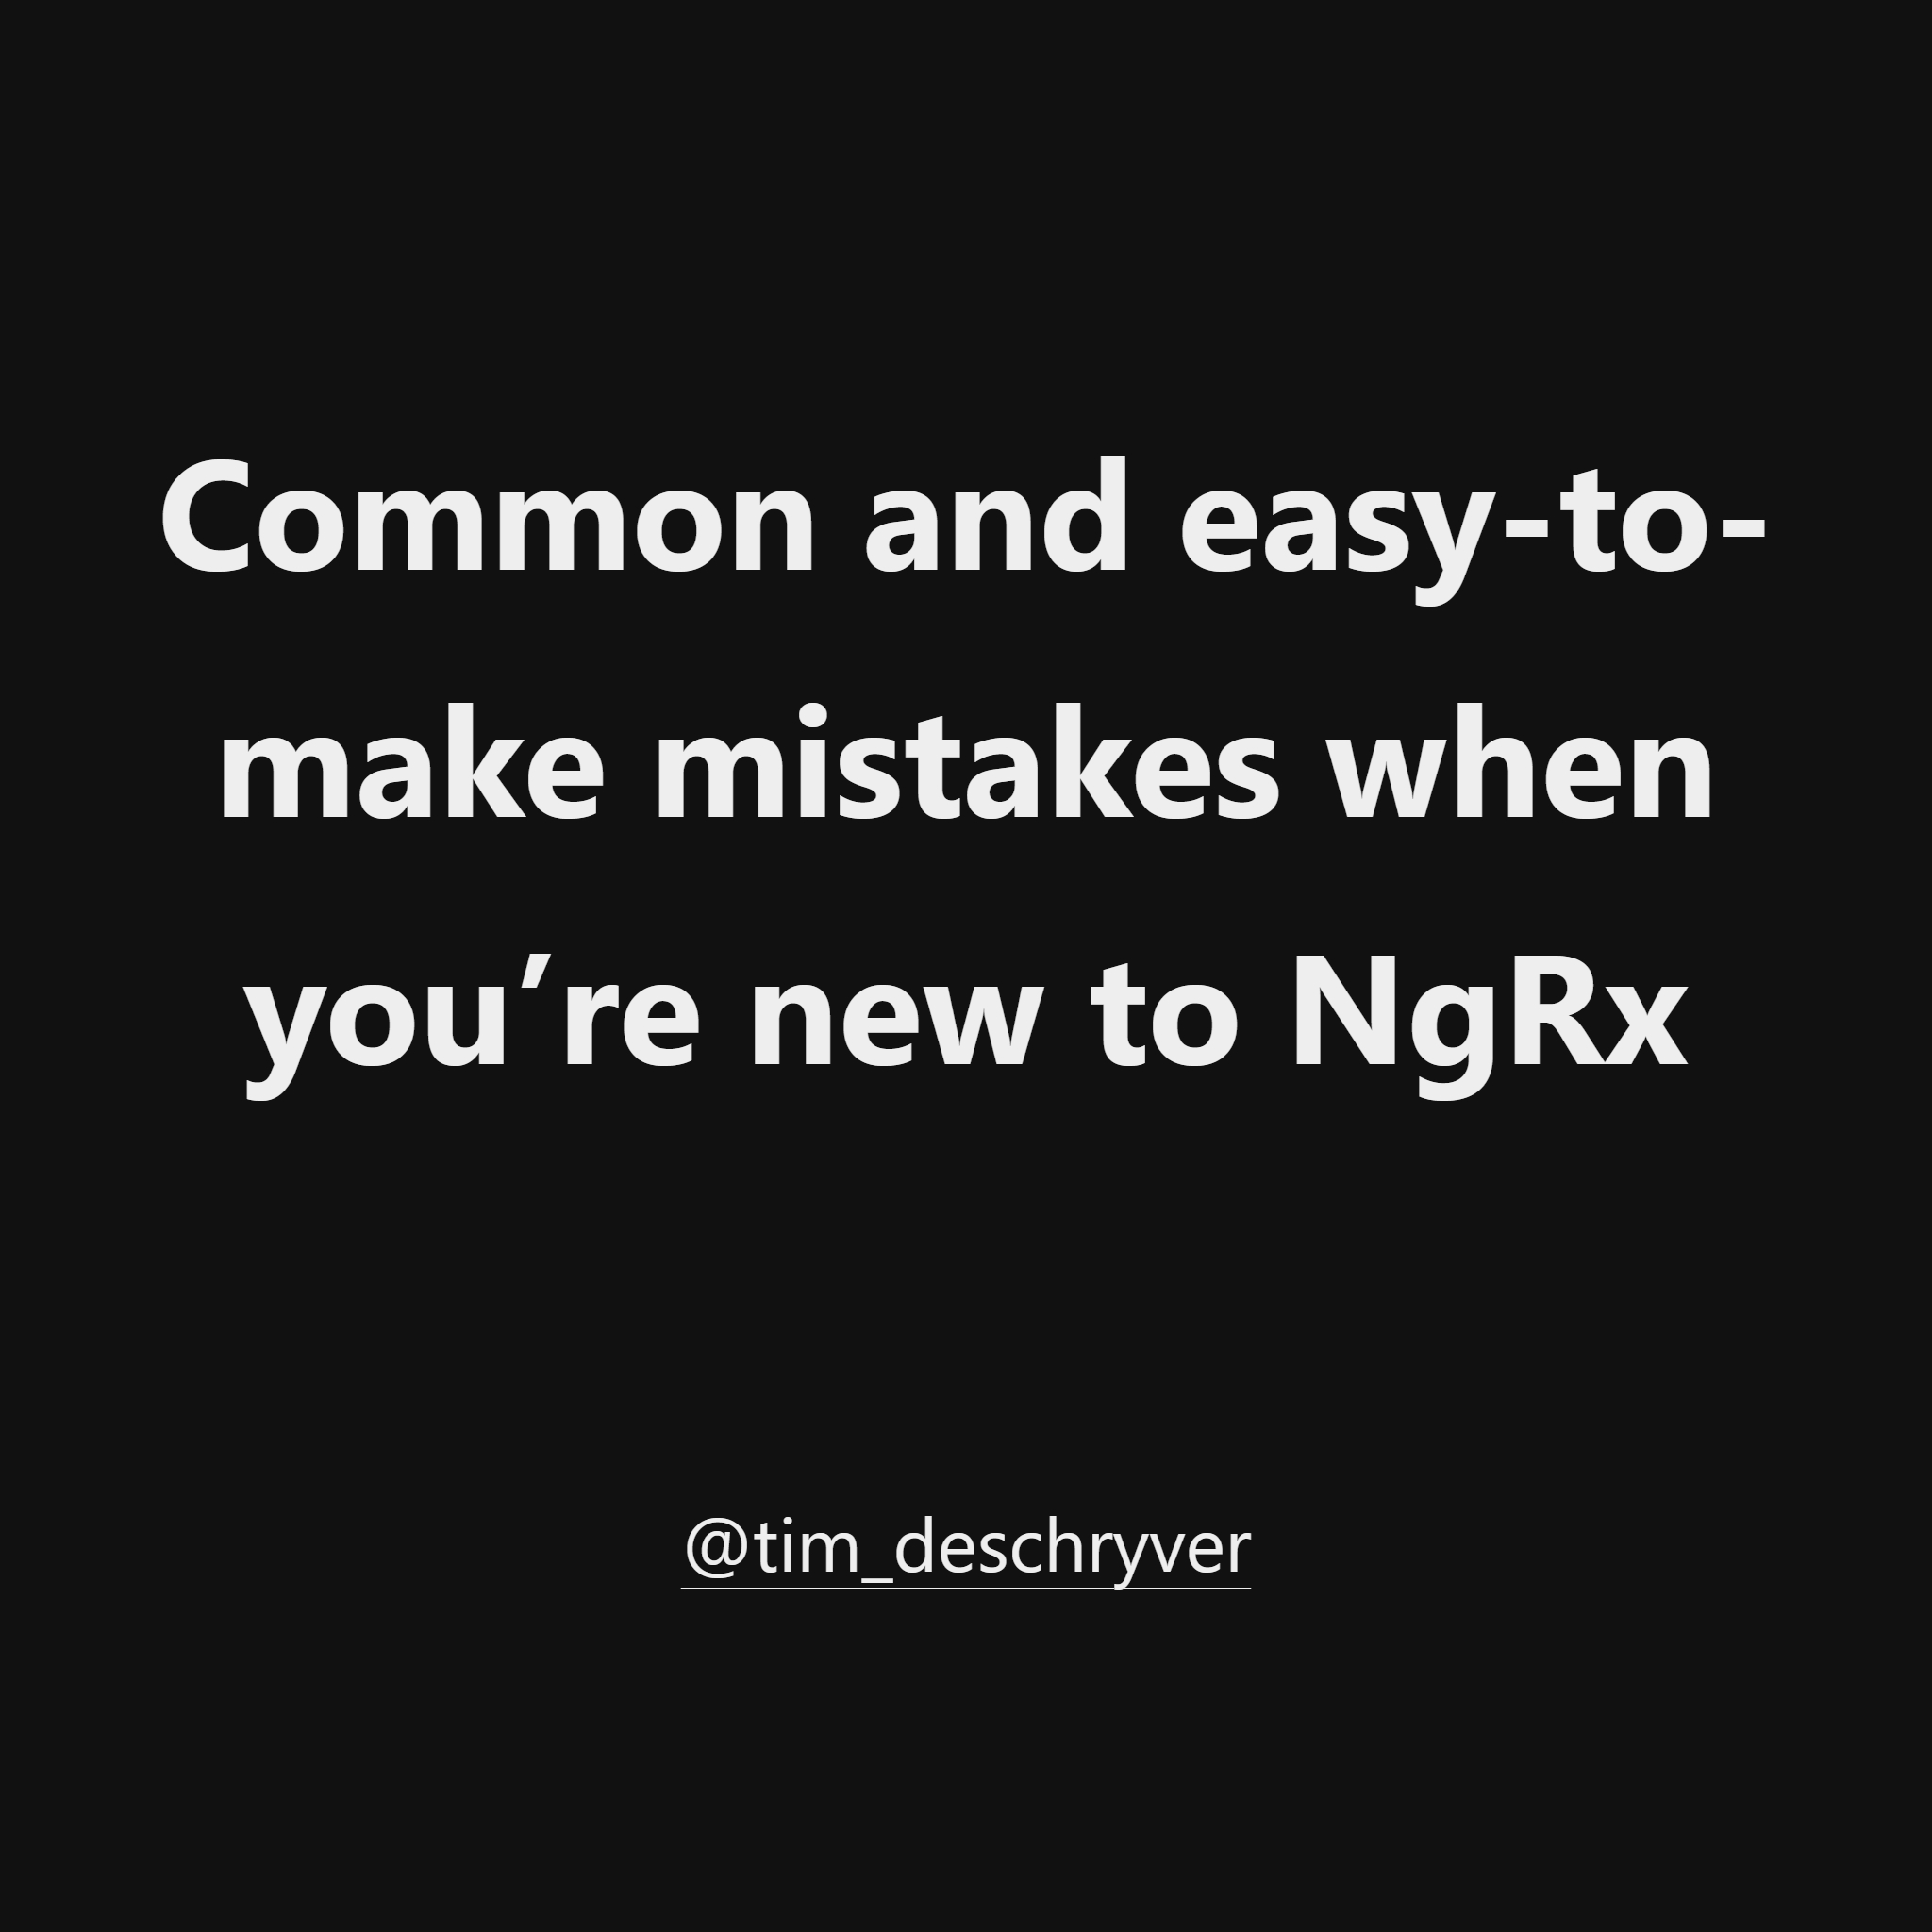 Common and easy-to-
make mistakes when
you’re new to NgRx
@tim_deschryver